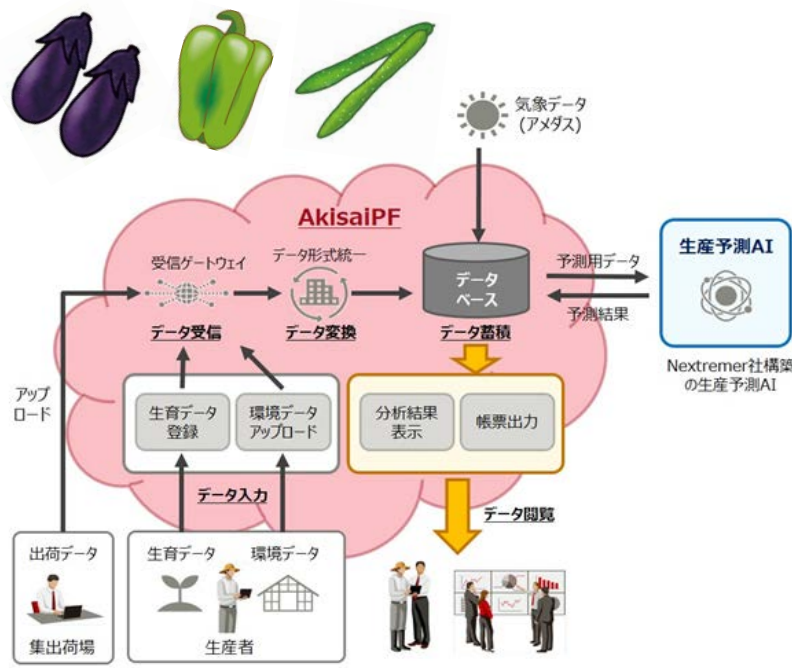 気象データ
(アメダス)
AkisaiPF
受信ゲートウェイ
データ形式統一
データ
ベース
データ受信
データ変換
データ蓄積
予測用データ
予測結果
生産予測AI
Nextremer社構築
の生産予測AI
アップ
ロード
生育データ
登録
環境データ
アップロード
分析結果
表示
帳票出力
データ入力
データ閲覧
出荷データ
集出荷場
生育データ
環境データ
生産者